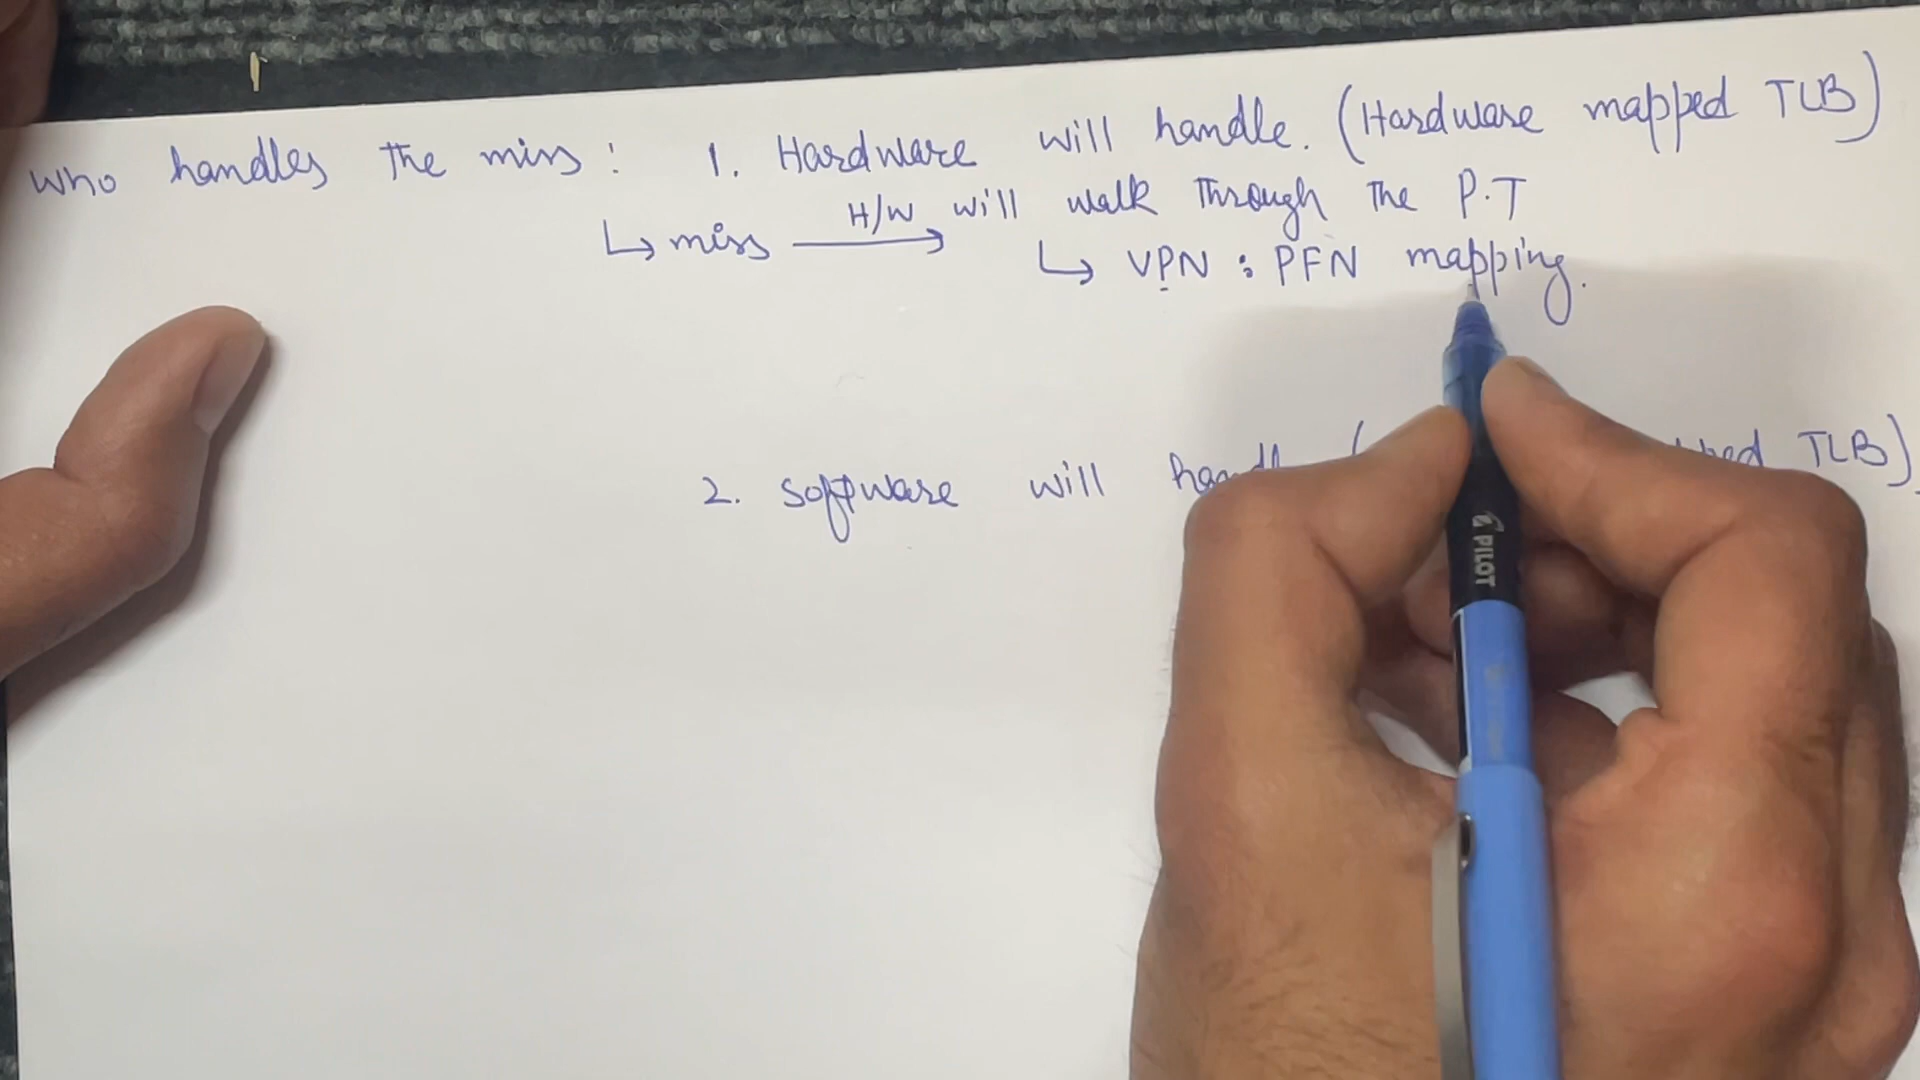 who handles the miss : 1. Hardware will handle. (Hardware mapped TLB)
↳ miss H/W → will walk through the P.T
↳ VPN : PFN mapping.
2. software will TLB)
PILOT